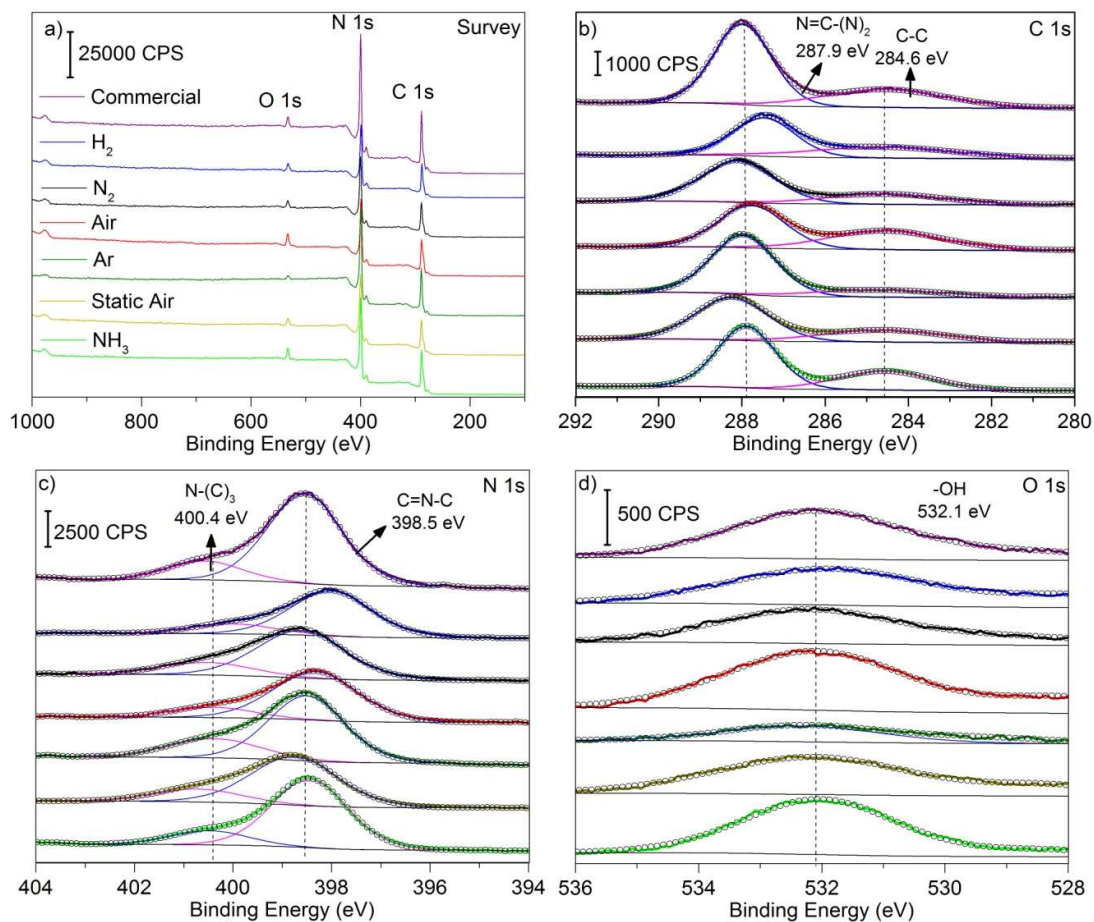 a)
N 1s
Survey
25000 CPS
Commercial
O 1s
C 1s
H2
N2
Air
Ar
Static Air
NH3
1000 800 600 400 200
Binding Energy (eV)
b)
N=C-(N)2
287.9 eV
C-C
284.6 eV
C 1s
1000 CPS
292 290 288 286 284 282 280
Binding Energy (eV)
c)
N-(C)3
400.4 eV
N 1s
C=N-C
398.5 eV
2500 CPS
404 402 400 398 396 394
Binding Energy (eV)
d)
-OH
532.1 eV
O 1s
500 CPS
536 534 532 530 528
Binding Energy (eV)